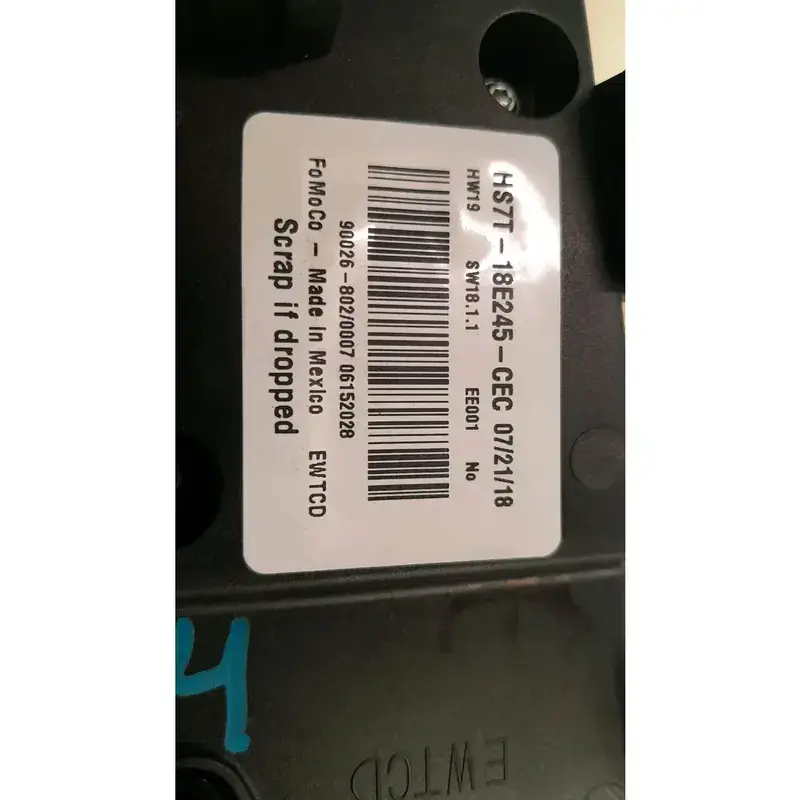 HS7T-18E245-CEC 07/21/18
HW19 SW18.1.1 EE001 No
90026-802/0007 06152028
FoMoCo - Made In Mexico EWTCD
Scrap if dropped
4
EWTCD